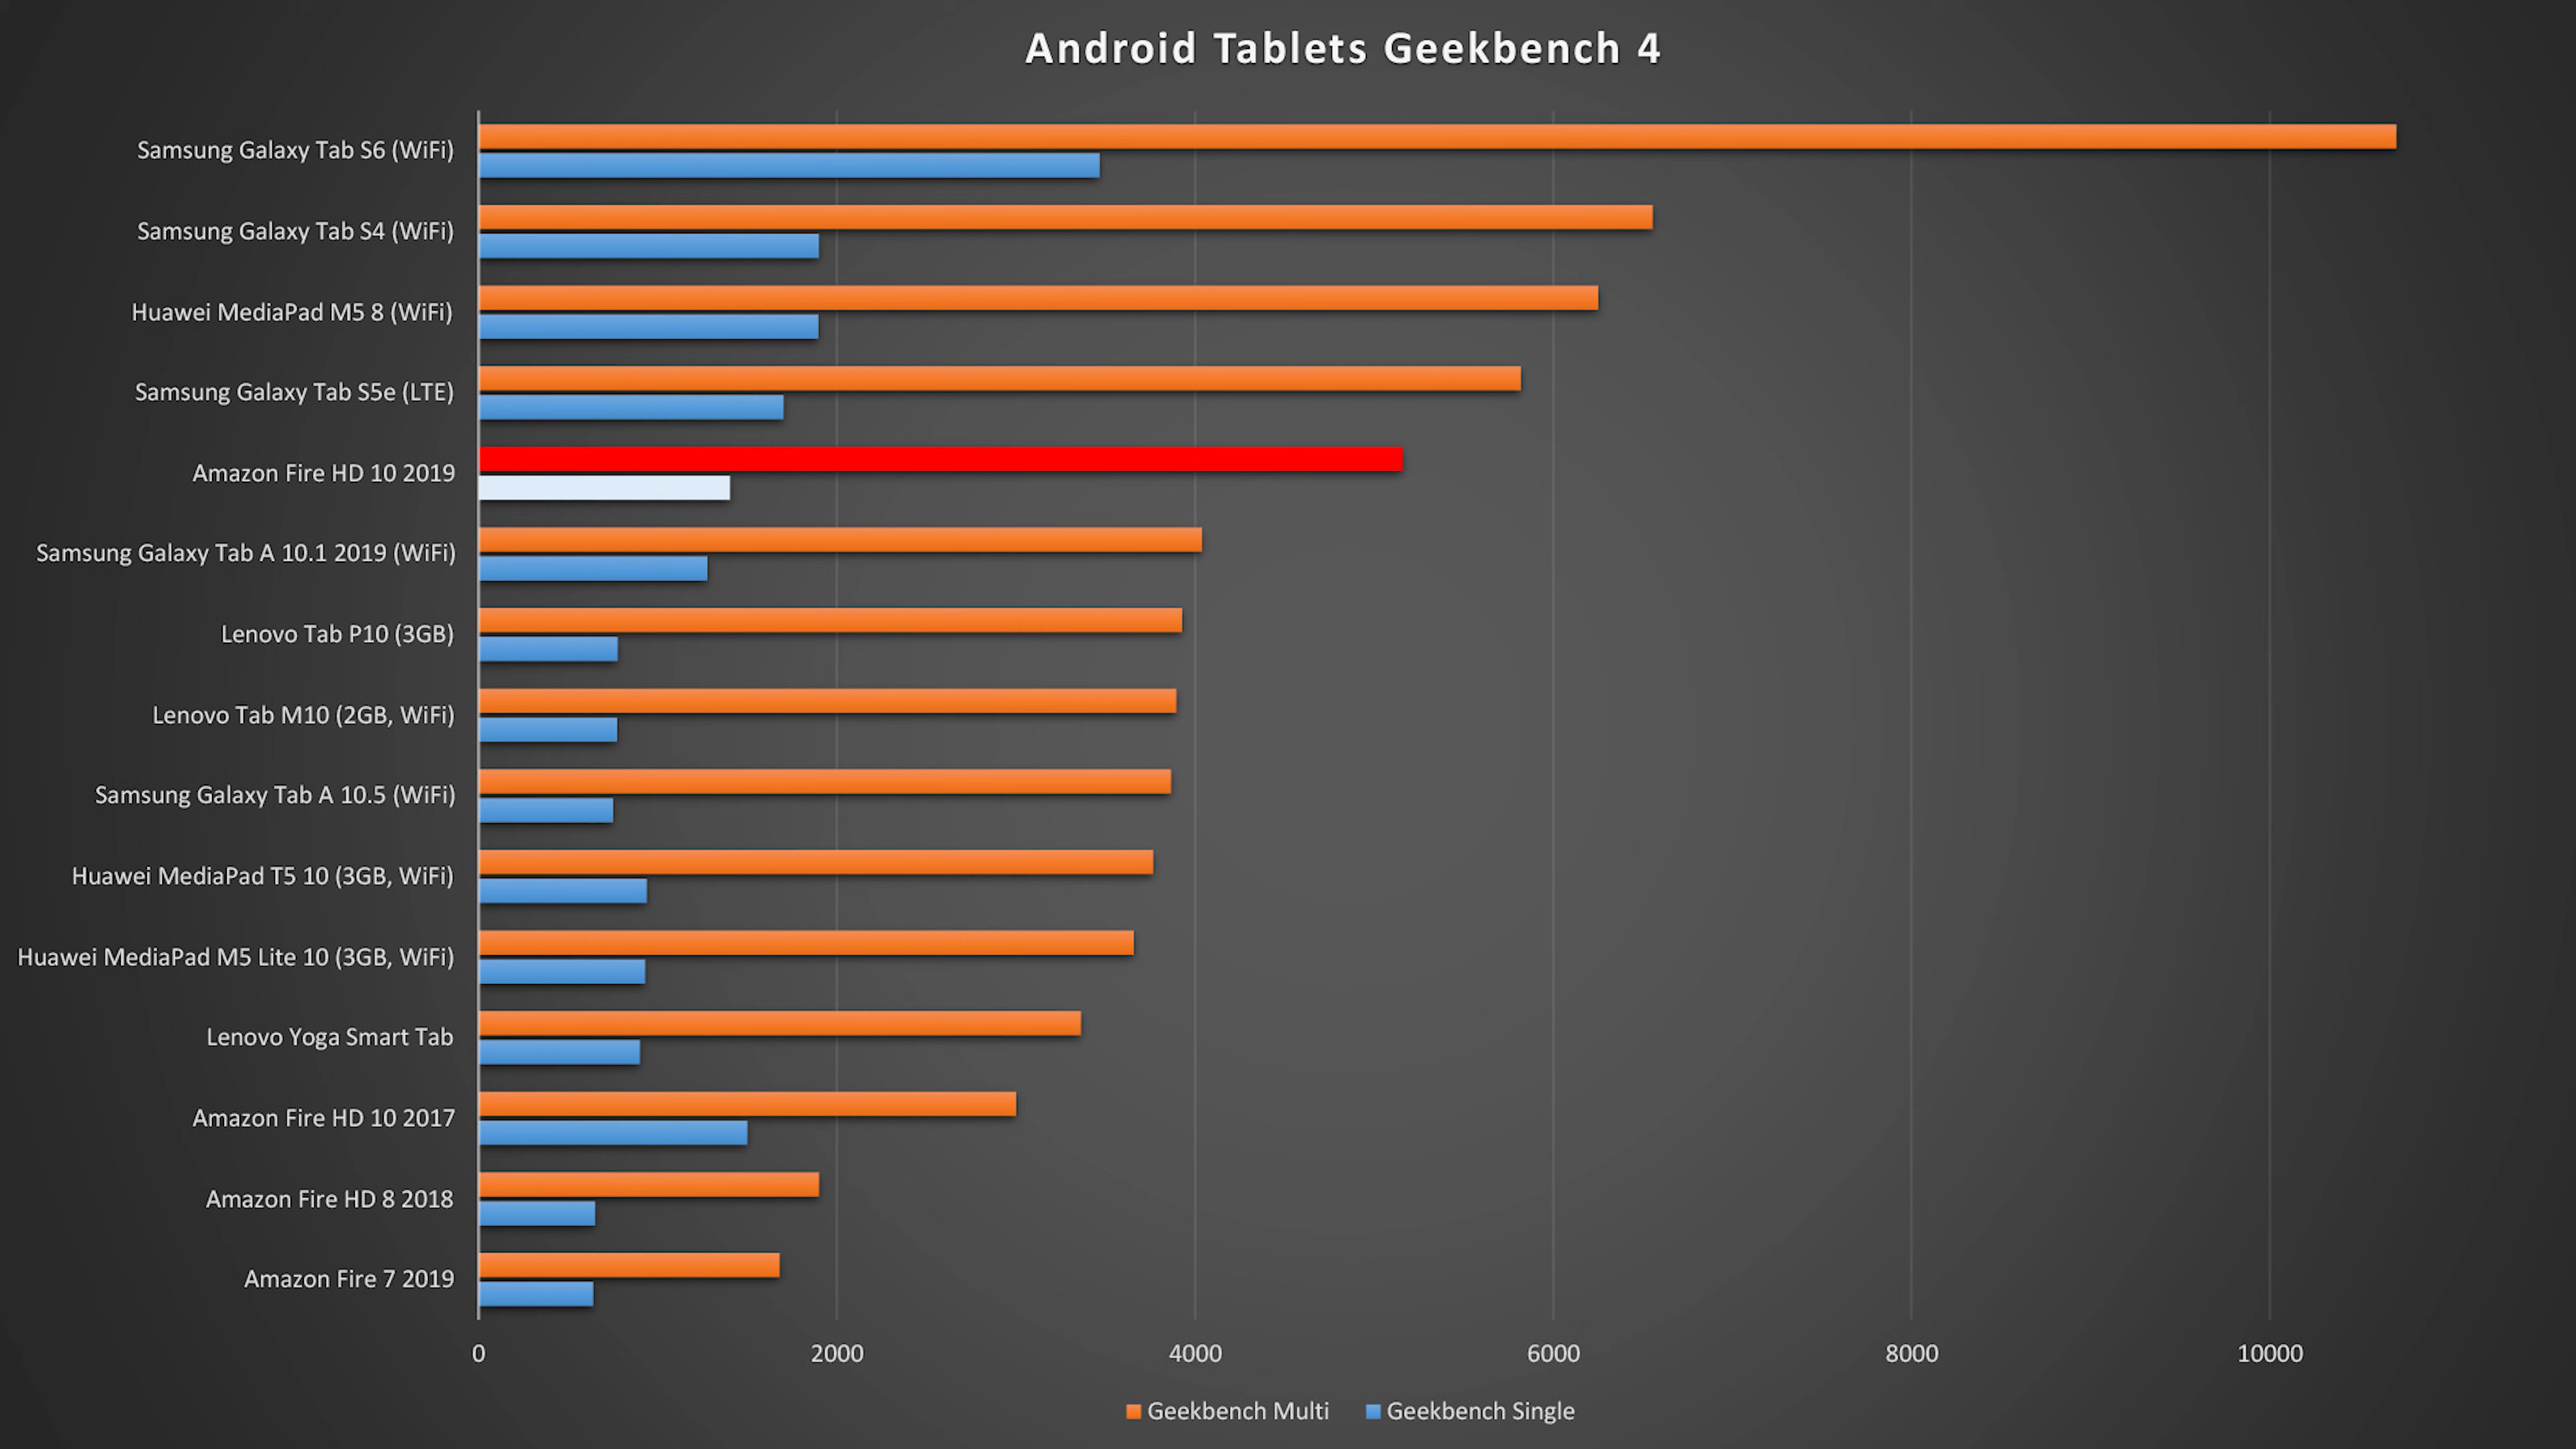 Android Tablets Geekbench 4
Samsung Galaxy Tab S6 (WiFi)
Samsung Galaxy Tab S4 (WiFi)
Huawei MediaPad M5 8 (WiFi)
Samsung Galaxy Tab S5e (LTE)
Amazon Fire HD 10 2019
Samsung Galaxy Tab A 10.1 2019 (WiFi)
Lenovo Tab P10 (3GB)
Lenovo Tab M10 (2GB, WiFi)
Samsung Galaxy Tab A 10.5 (WiFi)
Huawei MediaPad T5 10 (3GB, WiFi)
Huawei MediaPad M5 Lite 10 (3GB, WiFi)
Lenovo Yoga Smart Tab
Amazon Fire HD 10 2017
Amazon Fire HD 8 2018
Amazon Fire 7 2019
0 2000 4000 6000 8000 10000
Geekbench Multi Geekbench Single